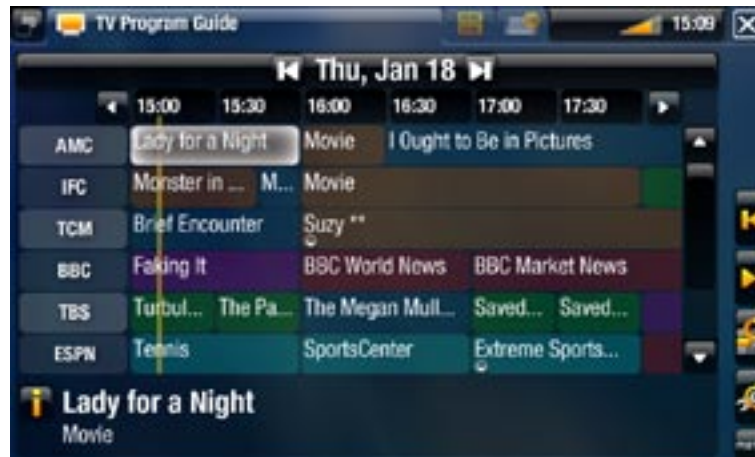 TV Program Guide 15:09
Thu, Jan 18
15:00 15:30 16:00 16:30 17:00 17:30
AMC Lady for a Night Movie I Ought to Be in Pictures
IFC Monster in ... M... Movie
TCM Brief Encounter Suzy **
BBC Faking It BBC World News BBC Market News
TBS Turbul... The Pa... The Megan Mull... Saved... Saved...
ESPN Tennis SportsCenter Extreme Sports...
i Lady for a Night
Movie